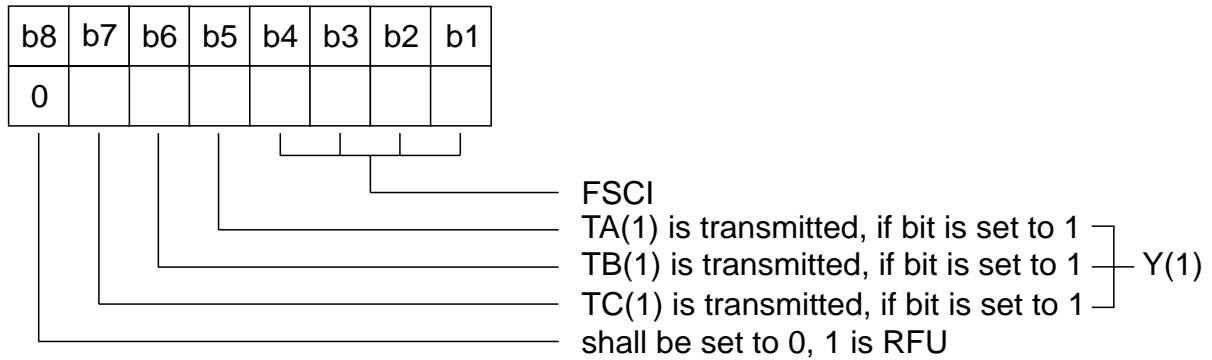 b8 b7 b6 b5 b4 b3 b2 b1
0
FSCI
TA(1) is transmitted, if bit is set to 1
TB(1) is transmitted, if bit is set to 1 Y(1)
TC(1) is transmitted, if bit is set to 1
shall be set to 0, 1 is RFU